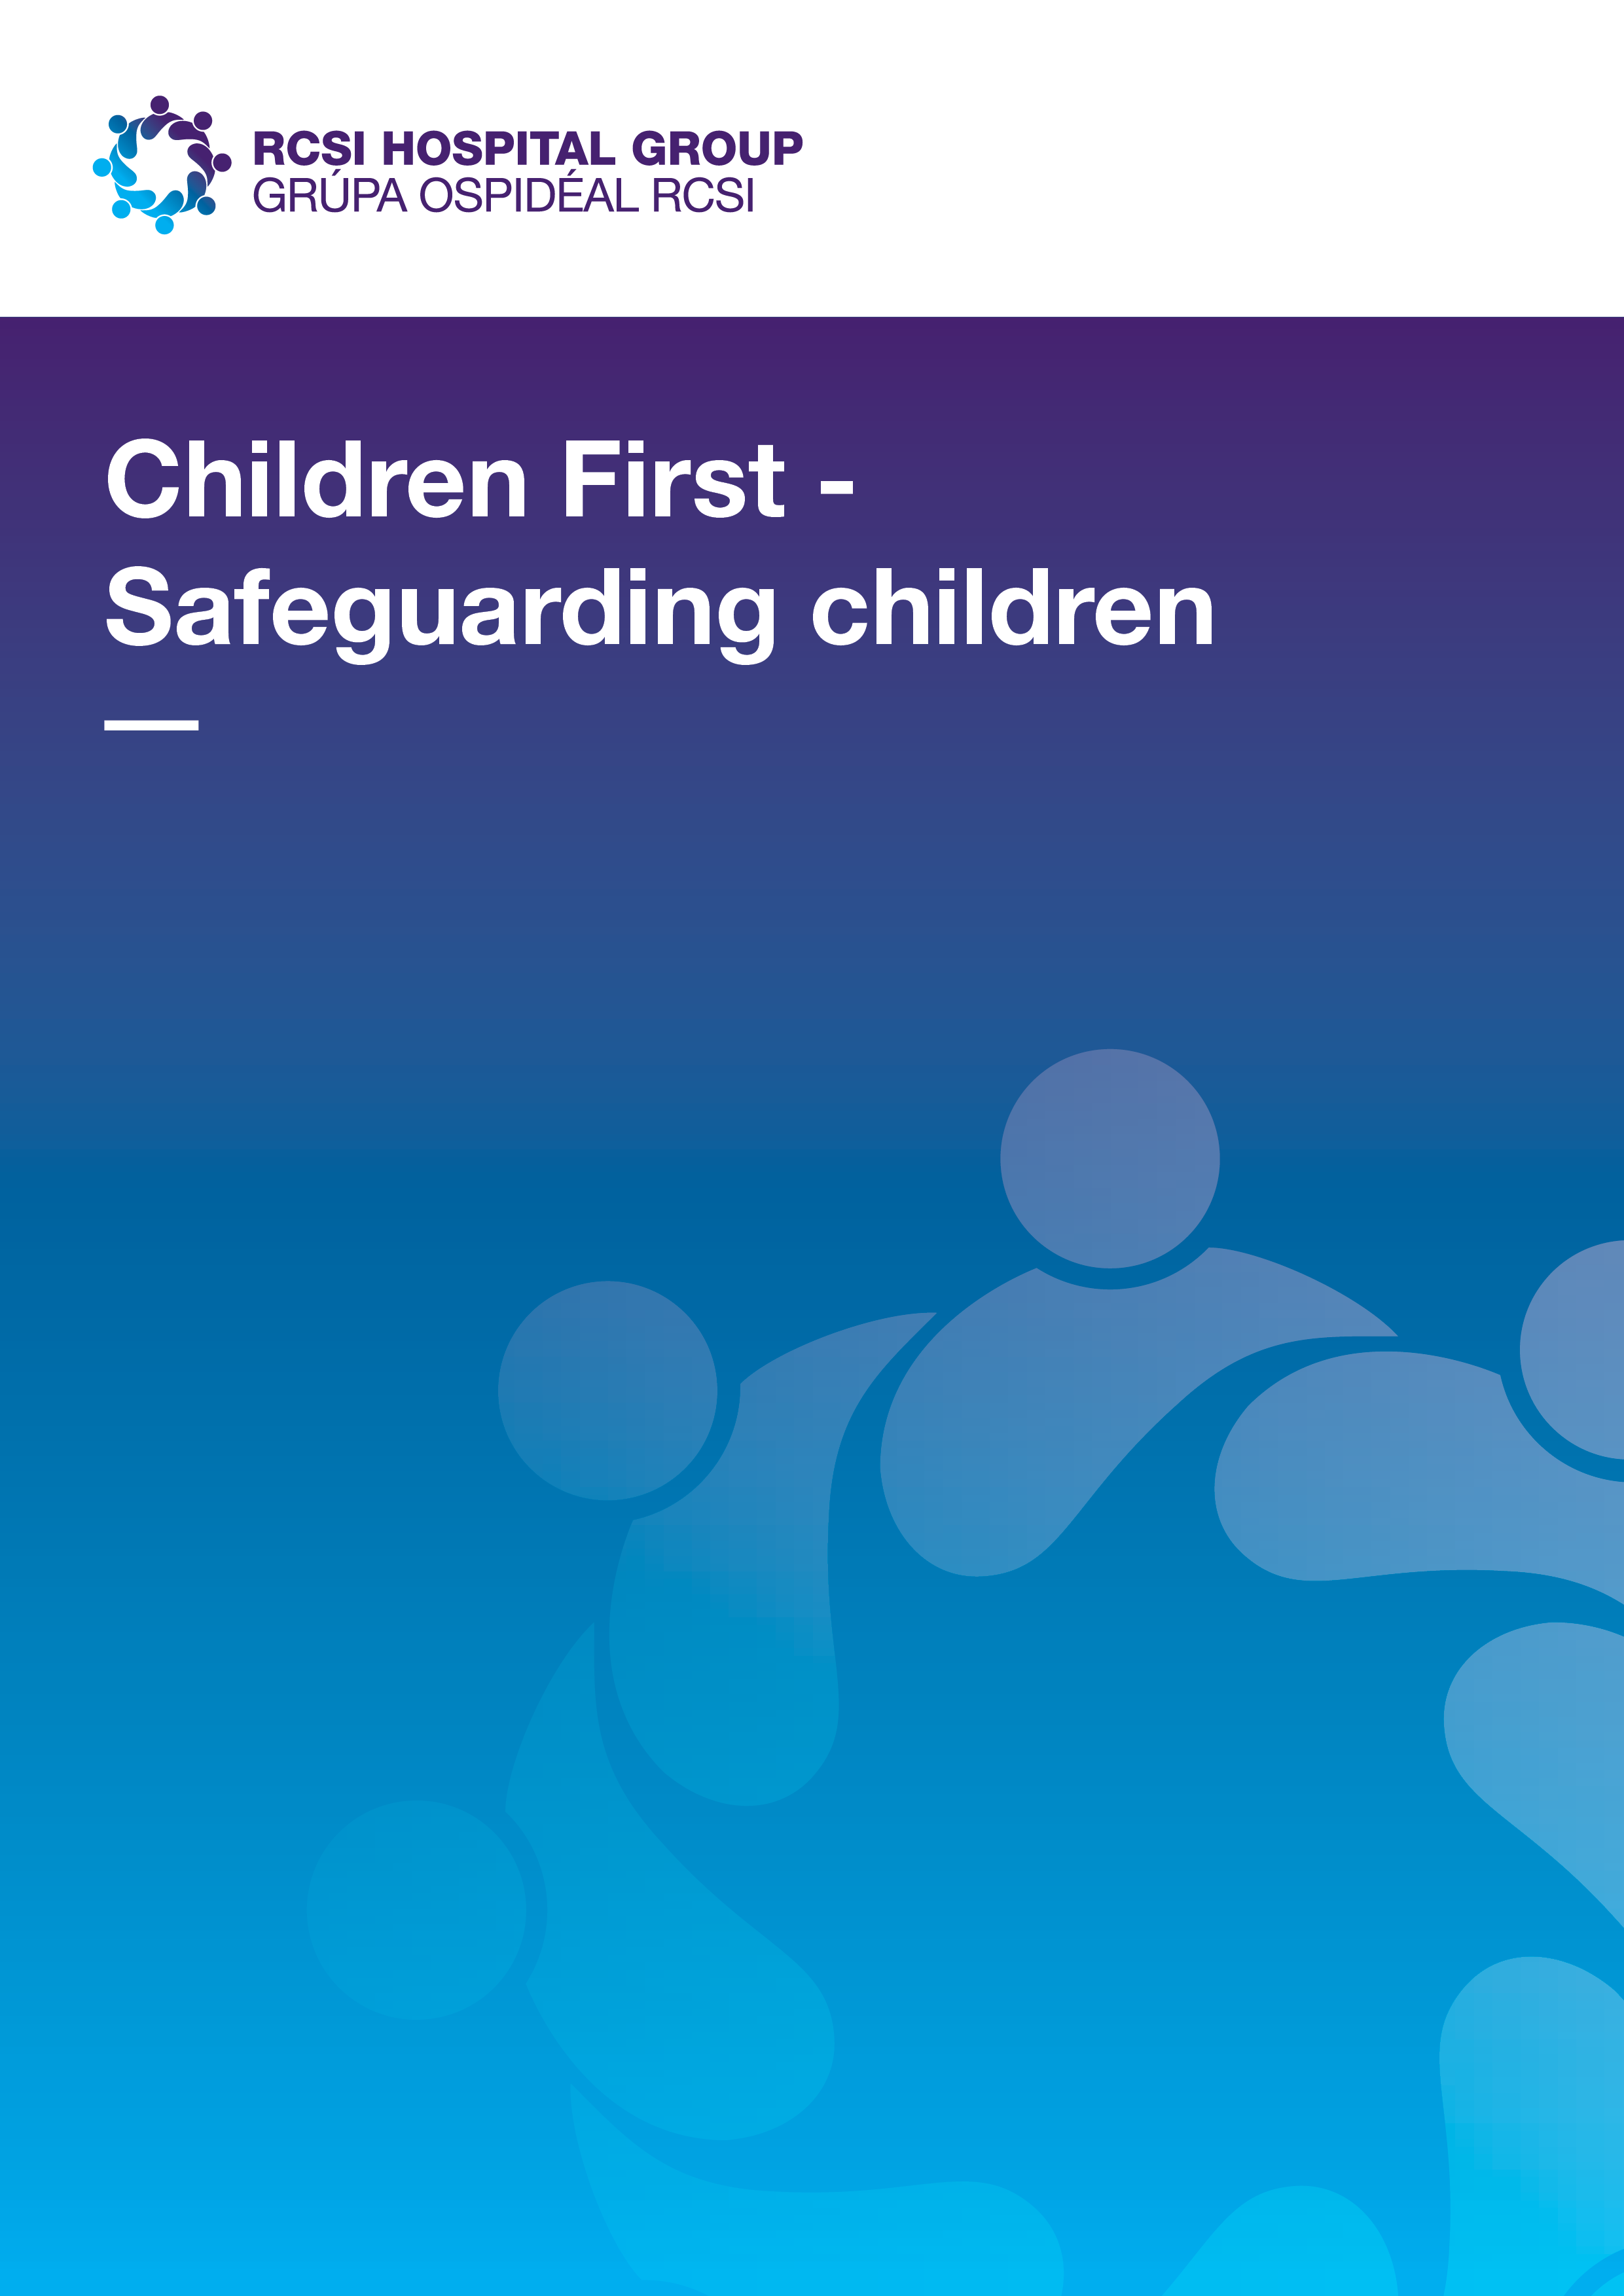 RCSI HOSPITAL GROUP
GRÚPA OSPIDÉAL RCSI
Children First -
Safeguarding children